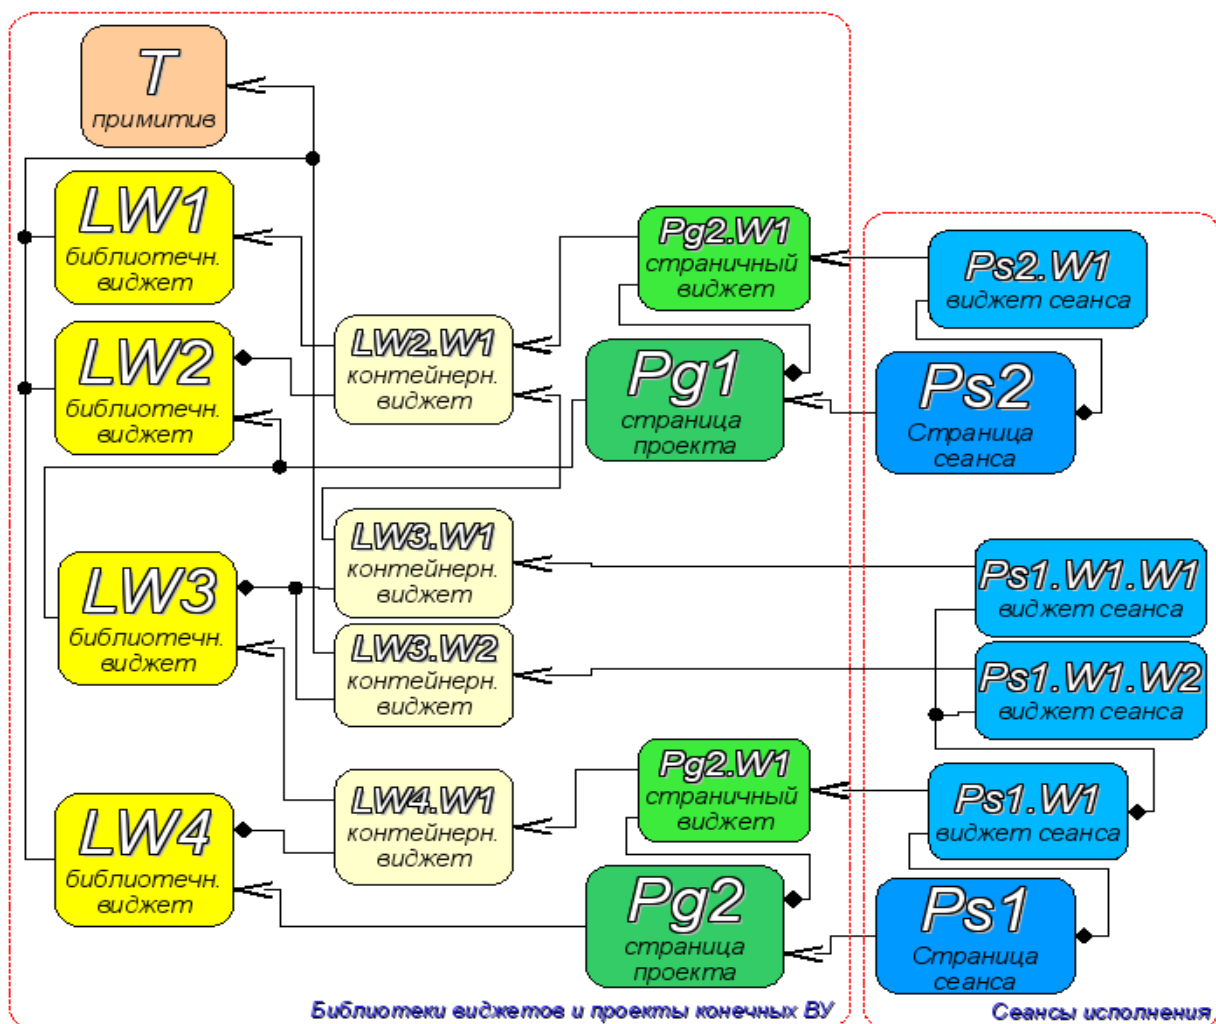 T
примитив
LW1
библиотечн.
виджет
LW2
библиотечн.
виджет
LW3
библиотечн.
виджет
LW4
библиотечн.
виджет
LW2.W1
контейнерн.
виджет
LW3.W1
контейнерн.
виджет
LW3.W2
контейнерн.
виджет
LW4.W1
контейнерн.
виджет
Pg2.W1
страничный
виджет
Pg1
страница
проекта
Pg2.W1
страничный
виджет
Pg2
страница
проекта
Библиотеки виджетов и проекты конечных ВУ
Ps2.W1
виджет сеанса
Ps2
Страница
сеанса
Ps1.W1.W1
виджет сеанса
Ps1.W1.W2
виджет сеанса
Ps1.W1
виджет сеанса
Ps1
Страница
сеанса
Сеансы исполнения